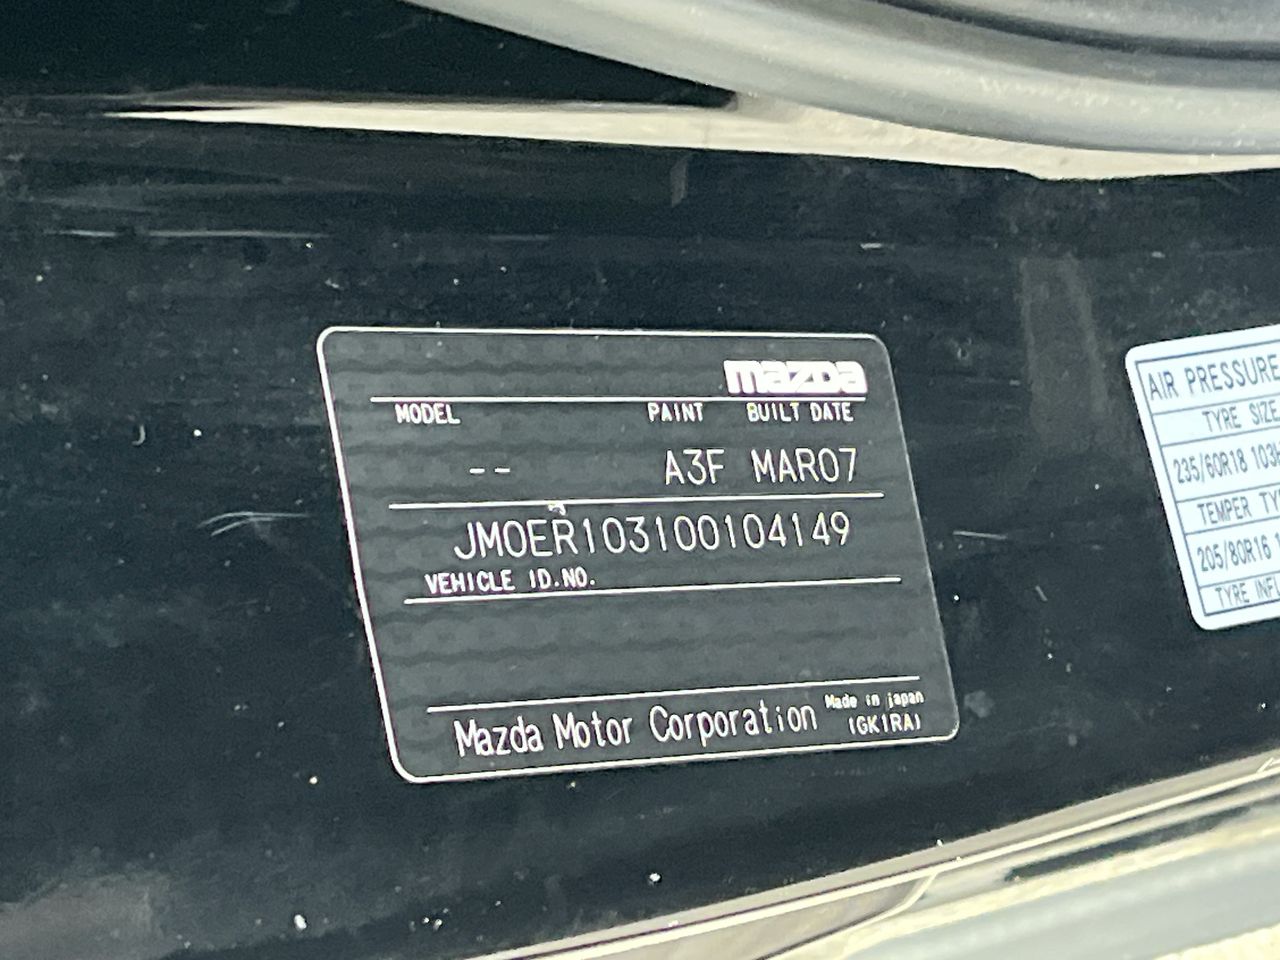 mazda
MODEL PAINT BUILT DATE
-- A3F MAR07
JM0ER103100104149
VEHICLE ID.NO.
Mazda Motor Corporation
Made in japan
(GK1RA)
AIR PRESSURE
TYRE SIZE
235/60R18 103H
TEMPER TY
205/80R16 1
TYRE INFL